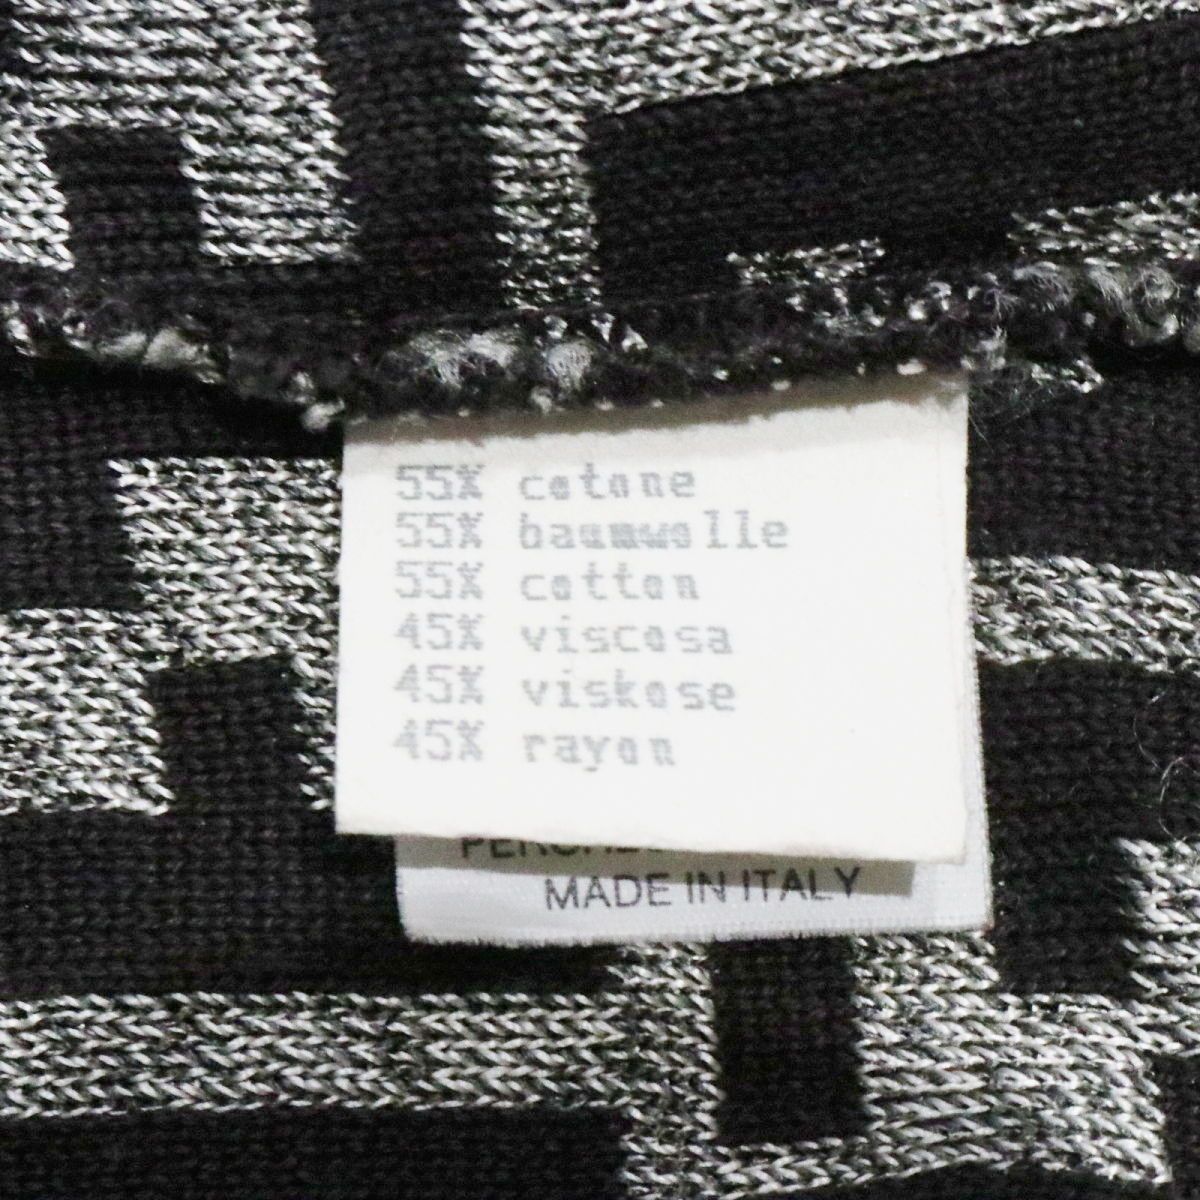 55% cotone
55% baumwolle
55% cotton
45% viscosa
45% viskose
45% rayon
MADE IN ITALY